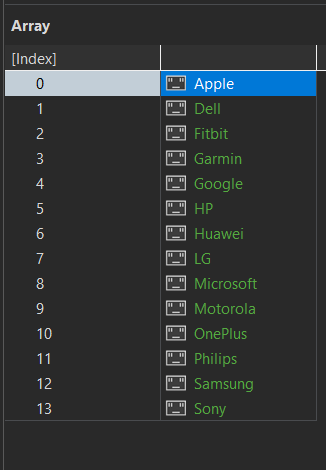 Array
[Index]
0 Apple
1 Dell
2 Fitbit
3 Garmin
4 Google
5 HP
6 Huawei
7 LG
8 Microsoft
9 Motorola
10 OnePlus
11 Philips
12 Samsung
13 Sony